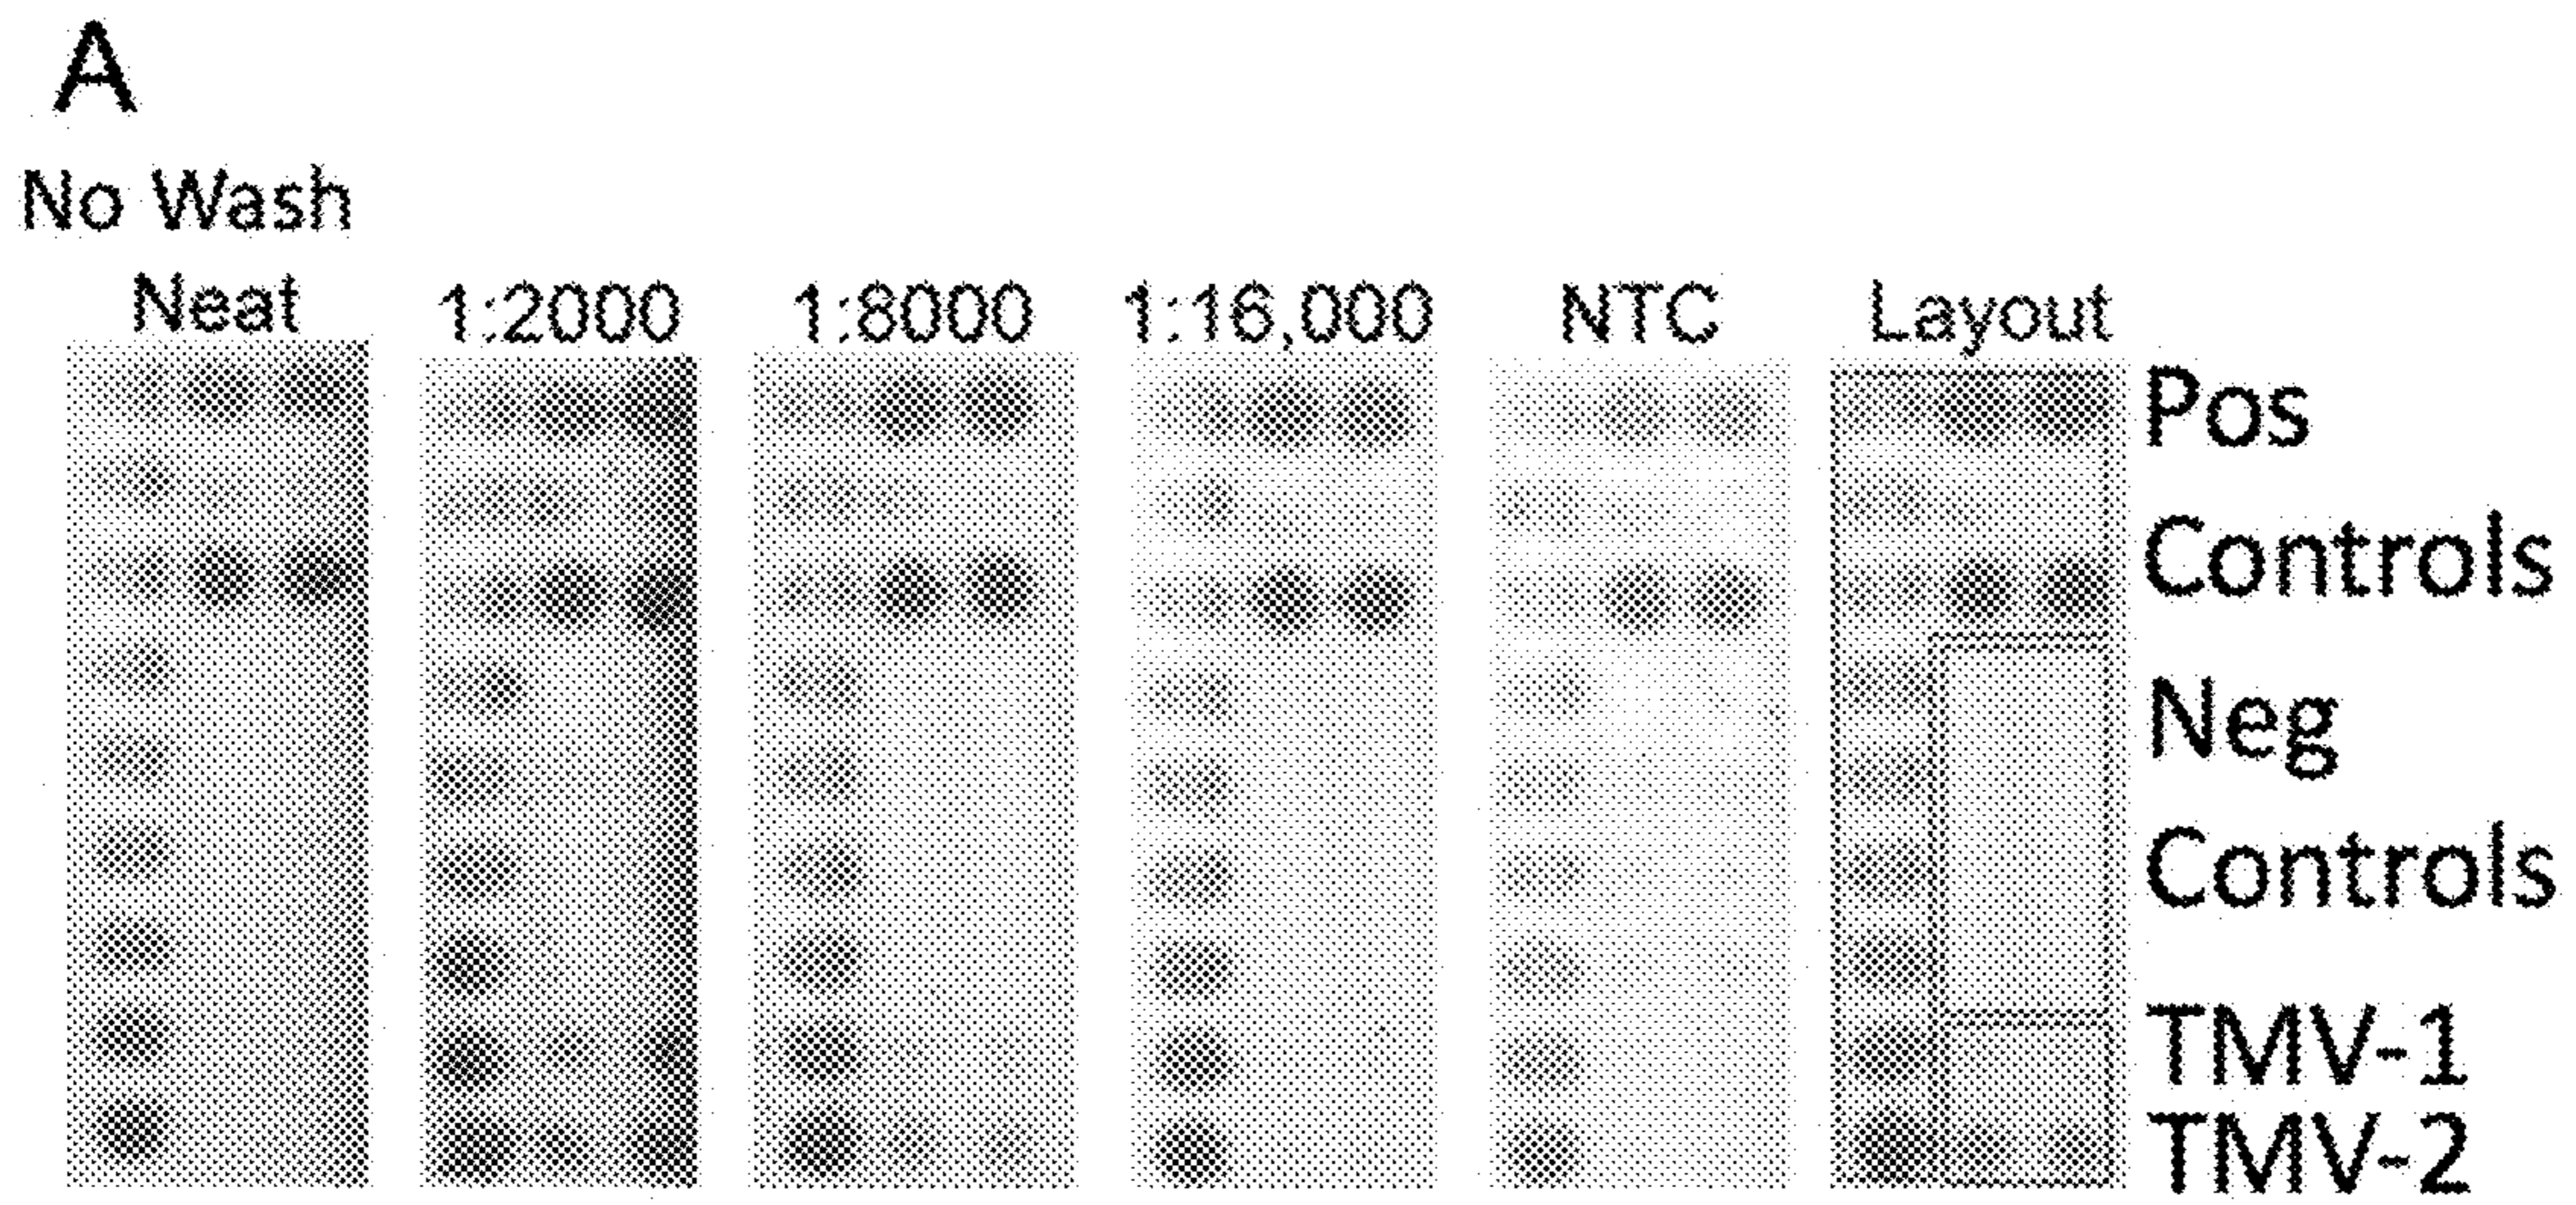 A
No Wash
Neat 1:2000 1:8000 1:16,000 NTC Layout
Pos
Controls
Neg
Controls
TMV-1
TMV-2